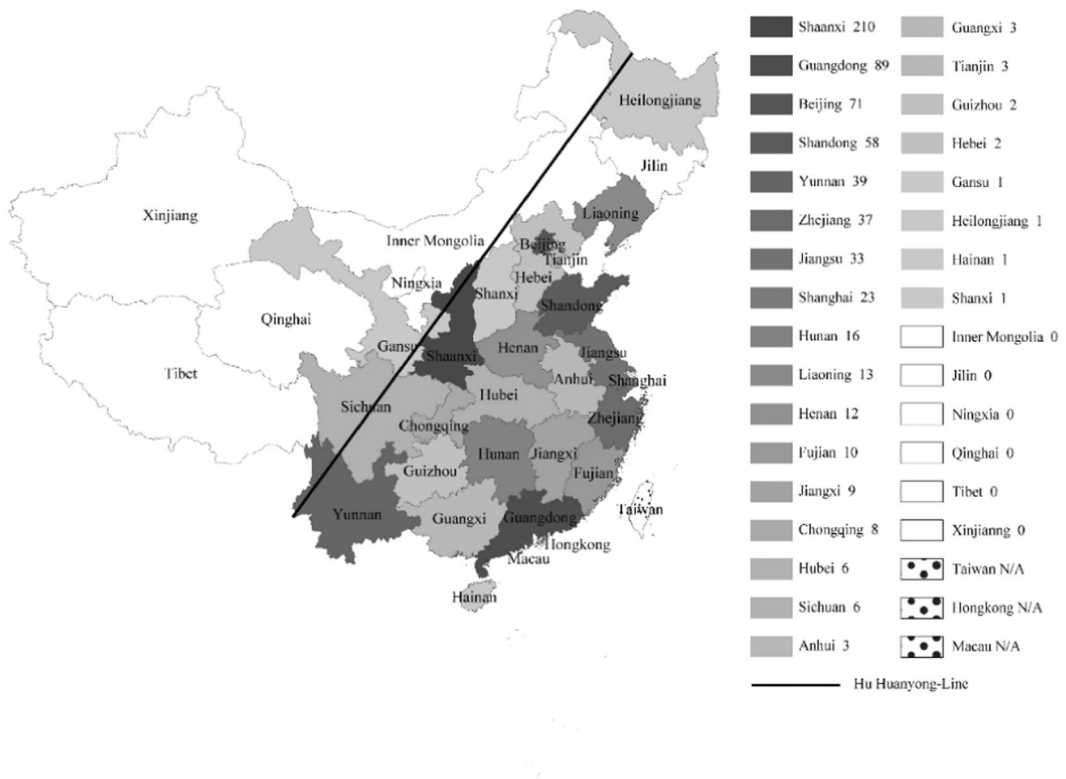 Heilongjiang
Jilin
Liaoning
Xinjiang
Inner Mongolia
Beijing
Tianjin
Hebei
Ningxia
Shanxi
Shandong
Qinghai
Gansu
Shaanxi
Henan
Jiangsu
Tibet
Anhui
Shanghai
Sichuan
Hubei
Zhejiang
Chongqing
Guizhou
Hunan
Jiangxi
Fujian
Yunnan
Guangxi
Guangdong
Taiwan
Hongkong
Macau
Hainan
Shaanxi 210
Guangdong 89
Beijing 71
Shandong 58
Yunnan 39
Zhejiang 37
Jiangsu 33
Shanghai 23
Hunan 16
Liaoning 13
Henan 12
Fujian 10
Jiangxi 9
Chongqing 8
Hubei 6
Sichuan 6
Anhui 3
Guangxi 3
Tianjin 3
Guizhou 2
Hebei 2
Gansu 1
Heilongjiang 1
Hainan 1
Shanxi 1
Inner Mongolia 0
Jilin 0
Ningxia 0
Qinghai 0
Tibet 0
Xinjianng 0
Taiwan N/A
Hongkong N/A
Macau N/A
Hu Huanyong-Line